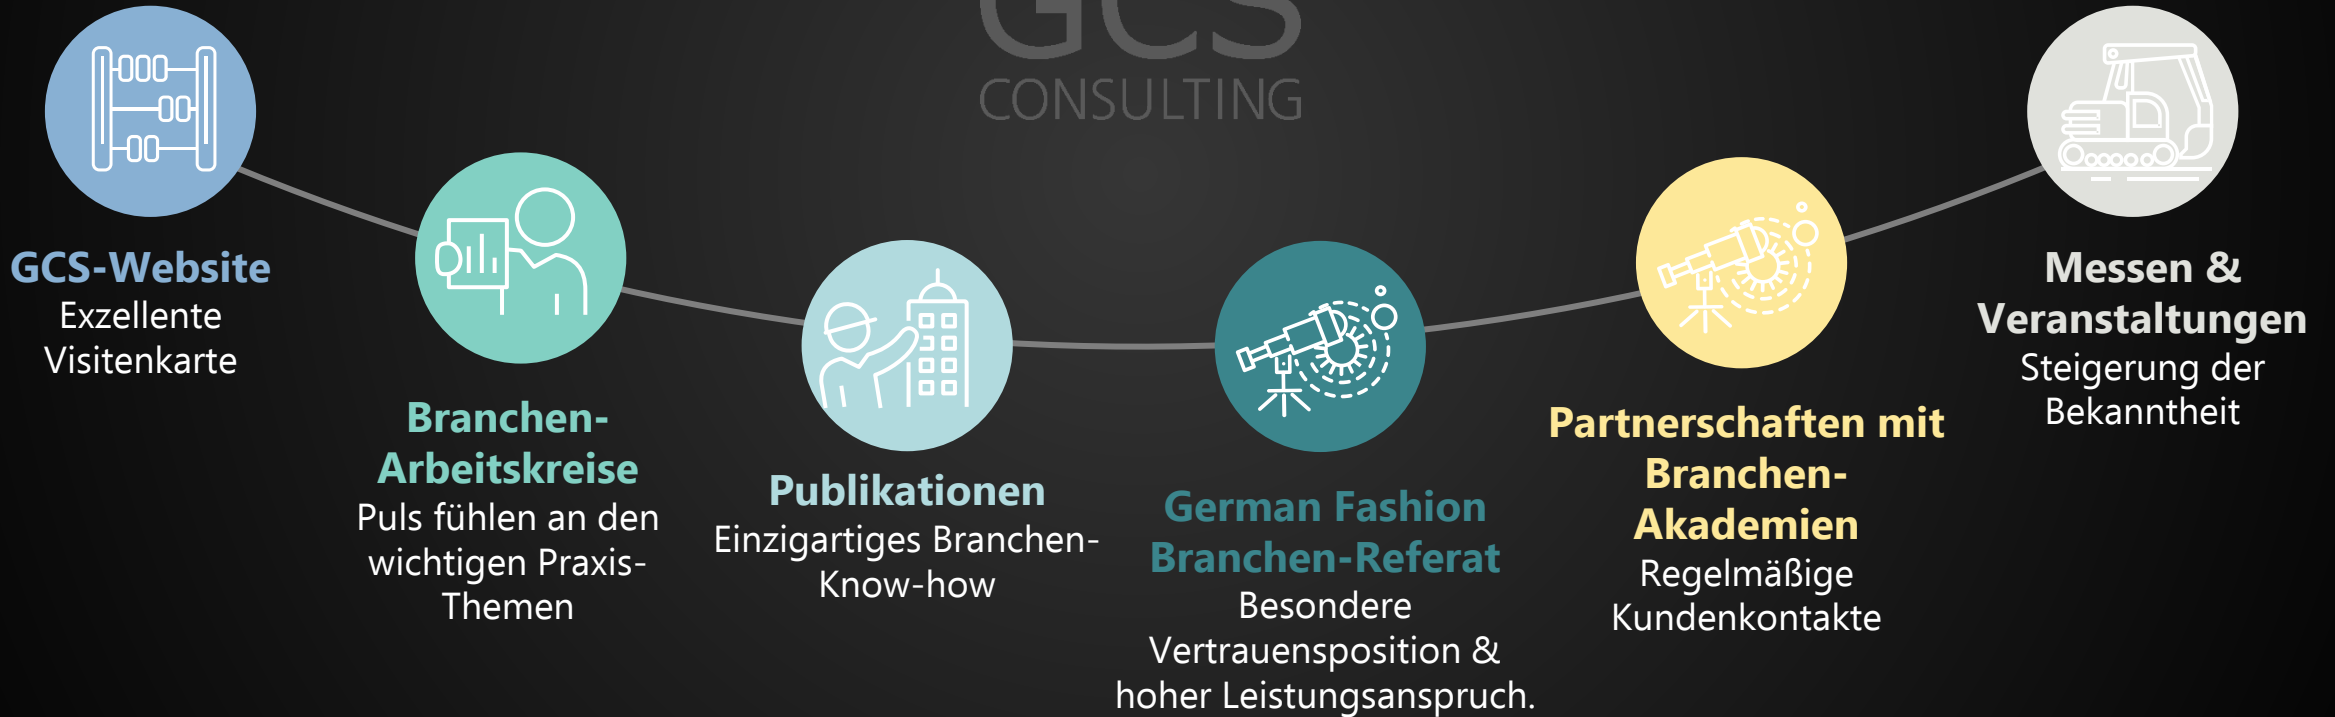 GCS
CONSULTING
GCS-Website
Exzellente
Visitenkarte
Branchen-
Arbeitskreise
Puls fühlen an den
wichtigen Praxis-
Themen
Publikationen
Einzigartiges Branchen-
Know-how
German Fashion
Branchen-Referat
Besondere
Vertrauensposition &
hoher Leistungsanspruch.
Partnerschaften mit
Branchen-
Akademien
Regelmäßige
Kundenkontakte
Messen &
Veranstaltungen
Steigerung der
Bekanntheit